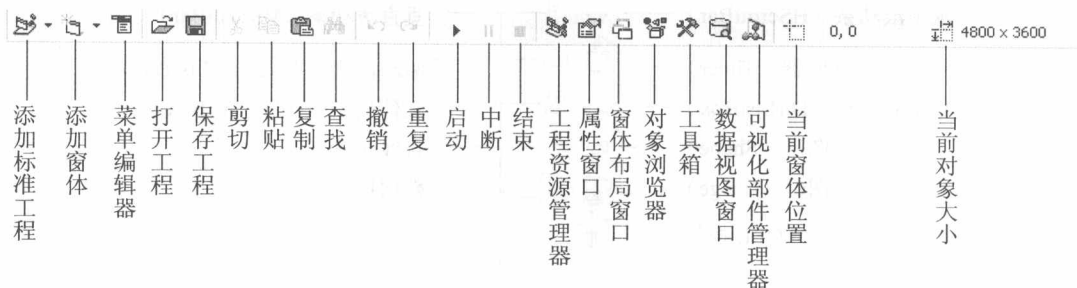 0, 0
4800 x 3600
添加标准工程
添加窗体
菜单编辑器
打开工程
保存工程
剪切
粘贴
复制
查找
撤销
重复
启动
中断
结束
工程资源管理器
属性窗口
窗体布局窗口
对象浏览器
工具箱
数据视图窗口
可视化部件管理器
当前窗体位置
当前对象大小